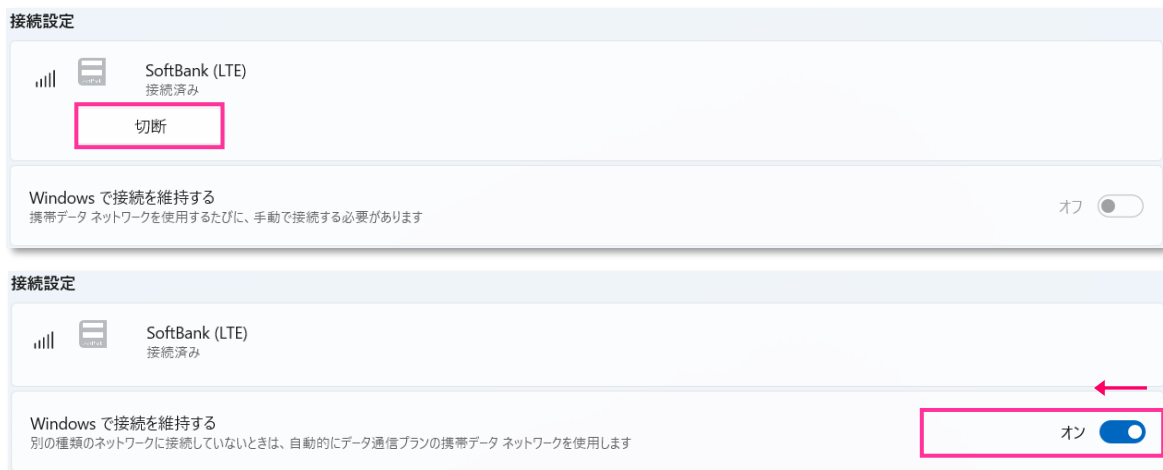 接続設定
SoftBank (LTE)
接続済み
切断
Windows で接続を維持する
携帯データ ネットワークを使用するたびに、手動で接続する必要があります
オフ
接続設定
SoftBank (LTE)
接続済み
Windows で接続を維持する
別の種類のネットワークに接続していないときは、自動的にデータ通信プランの携帯データ ネットワークを使用します
オン